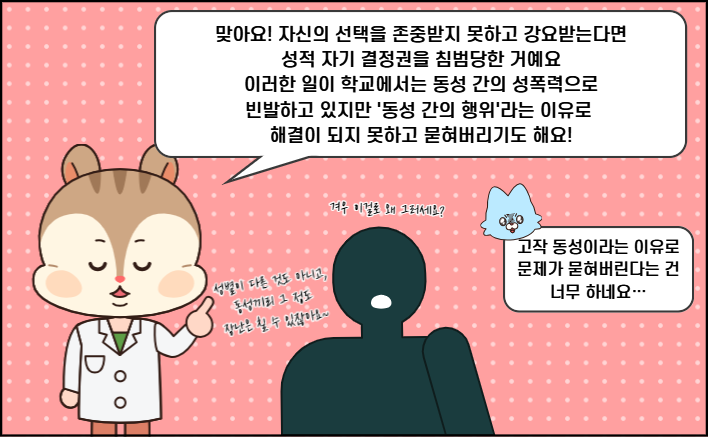 맞아요! 자신의 선택을 존중받지 못하고 강요받는다면
성적 자기 결정권을 침범당한 거예요
이러한 일이 학교에서는 동성 간의 성폭력으로
빈발하고 있지만 '동성 간의 행위'라는 이유로
해결이 되지 못하고 묻혀버리기도 해요!
겨우 이걸로 왜 그러세요?
고작 동성이라는 이유로
문제가 묻혀버린다는 건
너무 하네요…
성별이 다른 것도 아니고,
동성끼리 그 정도
장난은 칠 수 있잖아요~